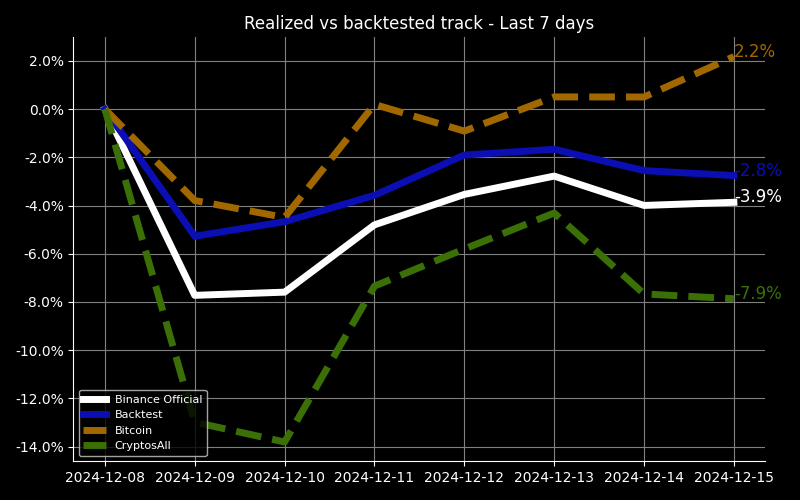 Realized vs backtested track - Last 7 days
2.0%
0.0%
-2.0%
-4.0%
-6.0%
-8.0%
-10.0%
-12.0%
-14.0%
2.2%
-2.8%
-3.9%
-7.9%
Binance Official
Backtest
Bitcoin
CryptosAll
2024-12-08 2024-12-09 2024-12-10 2024-12-11 2024-12-12 2024-12-13 2024-12-14 2024-12-15